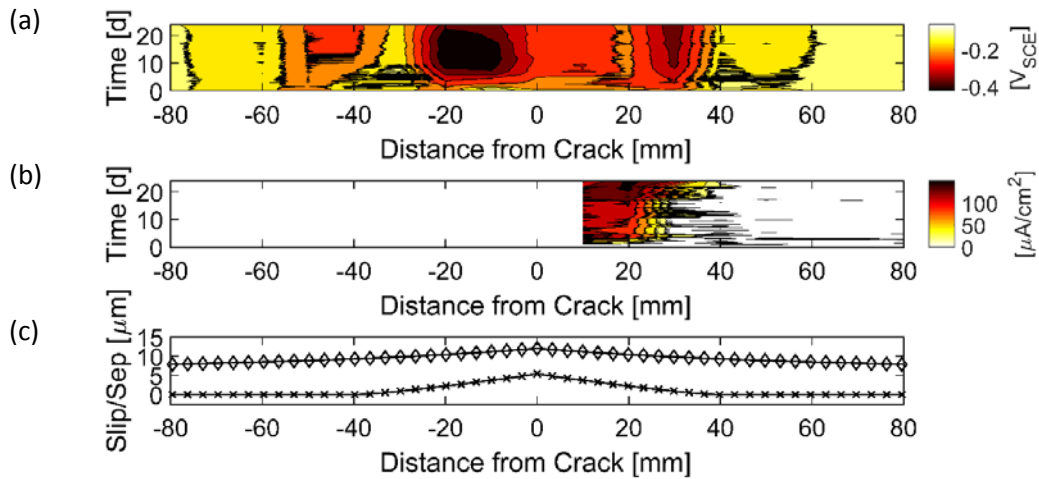 (a)
Time [d]
20
10
0
-80 -60 -40 -20 0 20 40 60 80
Distance from Crack [mm]
-0.2
-0.4
[V_SCE]
(b)
Time [d]
20
10
0
-80 -60 -40 -20 0 20 40 60 80
Distance from Crack [mm]
100
50
0
[μA/cm²]
(c)
Slip/Sep [μm]
15
10
5
0
-80 -60 -40 -20 0 20 40 60 80
Distance from Crack [mm]